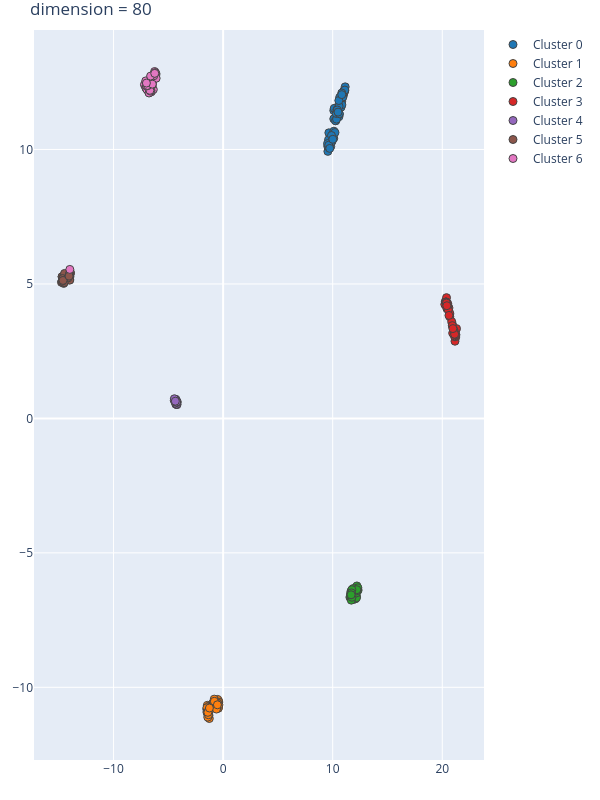 dimension = 80
Cluster 0
Cluster 1
Cluster 2
Cluster 3
Cluster 4
Cluster 5
Cluster 6
10
5
0
−5
−10
−10 0 10 20